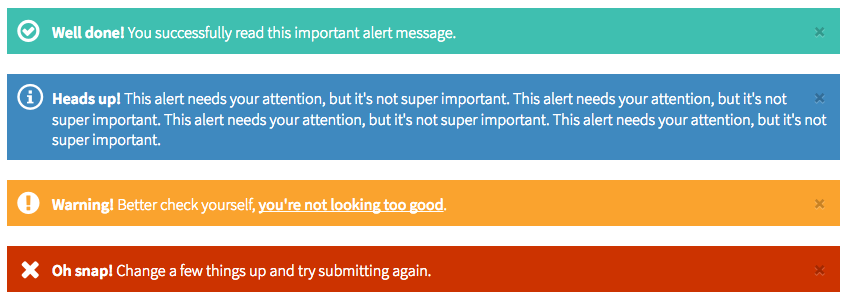 Well done! You successfully read this important alert message. ×
Heads up! This alert needs your attention, but it's not super important. This alert needs your attention, but it's not ×
super important. This alert needs your attention, but it's not super important. This alert needs your attention, but it's not
super important.
Warning! Better check yourself, you're not looking too good. ×
Oh snap! Change a few things up and try submitting again. ×